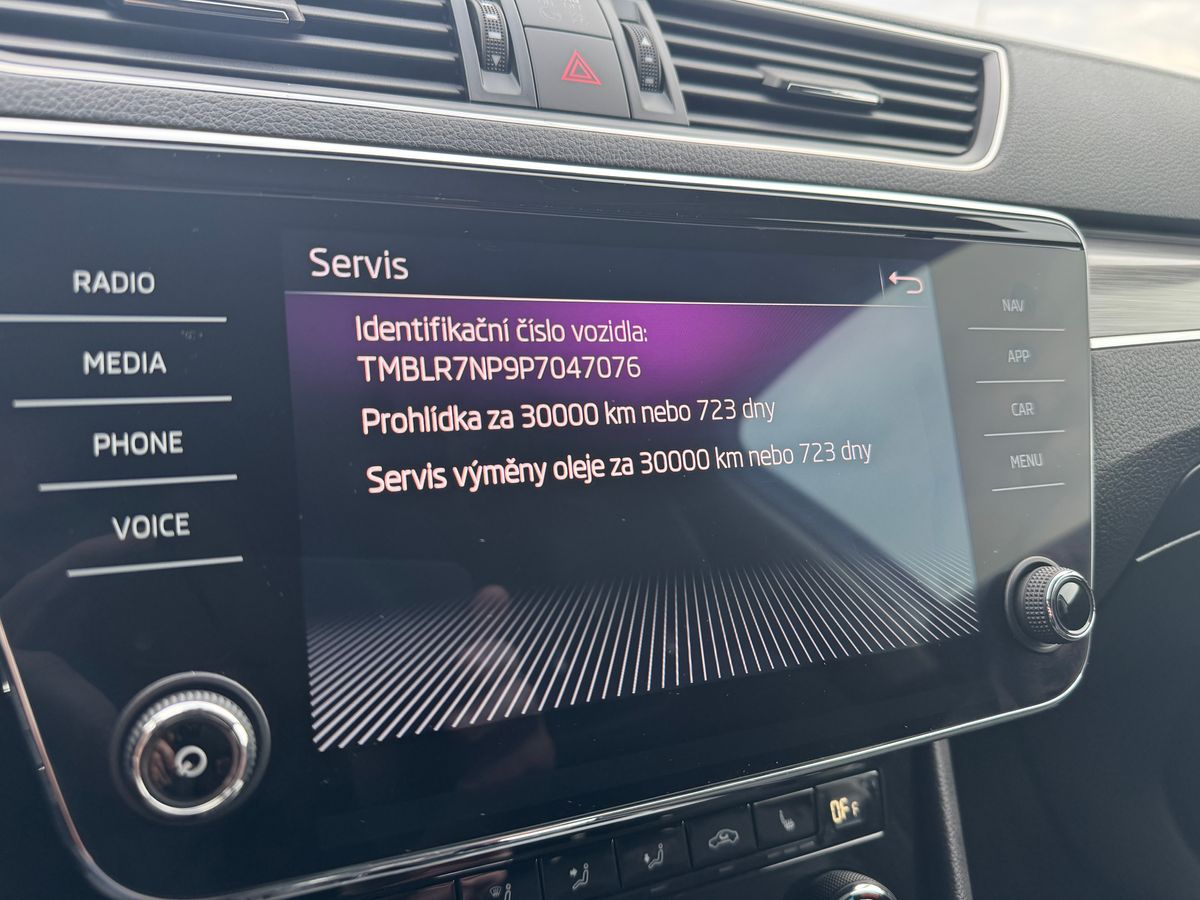 RADIO
MEDIA
PHONE
VOICE
Servis
Identifikační číslo vozidla:
TMBLR7NP9P7047076
Prohlídka za 30000 km nebo 723 dny
Servis výměny oleje za 30000 km nebo 723 dny
NAV
APP
CAR
MENU
OFF